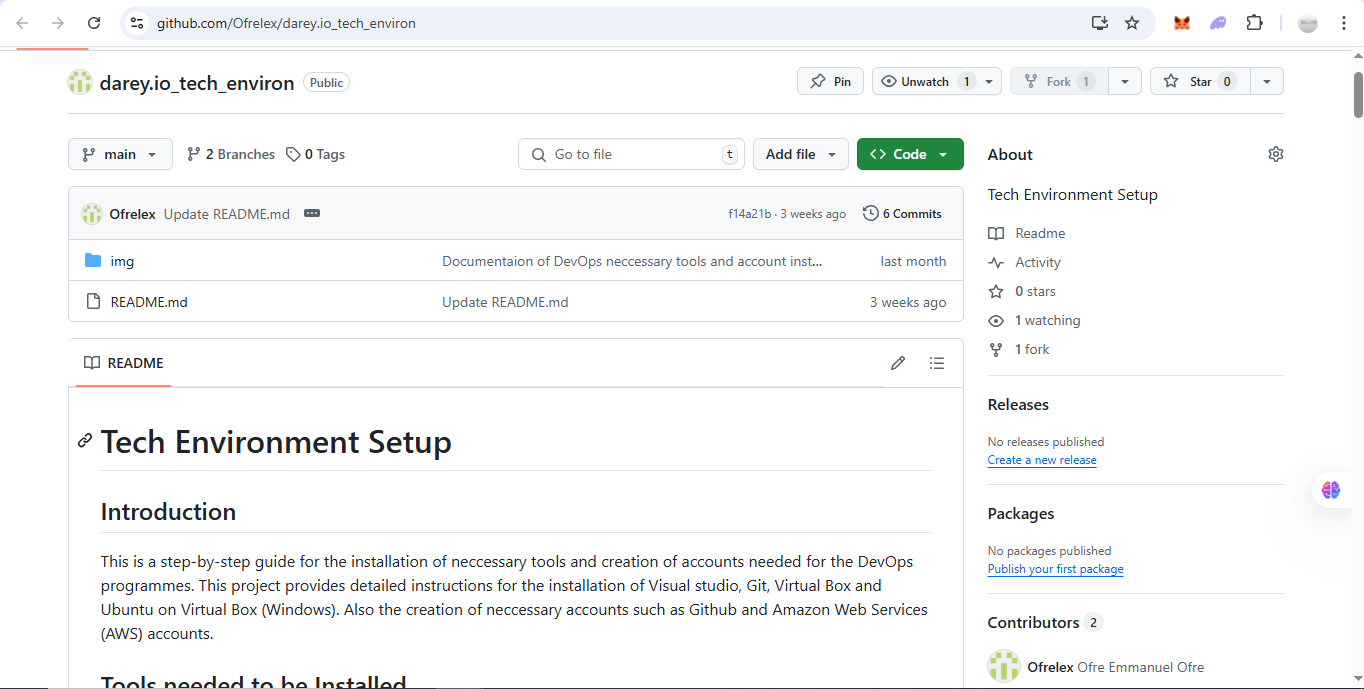 github.com/Ofrelex/darey.io_tech_environ
darey.io_tech_environ Public
Pin Unwatch 1 Fork 1 Star 0
main 2 Branches 0 Tags Go to file t Add file Code
Ofrelex Update README.md f14a21b · 3 weeks ago 6 Commits
img Documentaion of DevOps neccessary tools and account inst... last month
README.md Update README.md 3 weeks ago
README
Tech Environment Setup
Introduction
This is a step-by-step guide for the installation of neccessary tools and creation of accounts needed for the DevOps
programmes. This project provides detailed instructions for the installation of Visual studio, Git, Virtual Box and
Ubuntu on Virtual Box (Windows). Also the creation of neccessary accounts such as Github and Amazon Web Services
(AWS) accounts.
Tools needed to be Installed
About
Tech Environment Setup
Readme
Activity
0 stars
1 watching
1 fork
Releases
No releases published
Create a new release
Packages
No packages published
Publish your first package
Contributors 2
Ofrelex Ofre Emmanuel Ofre